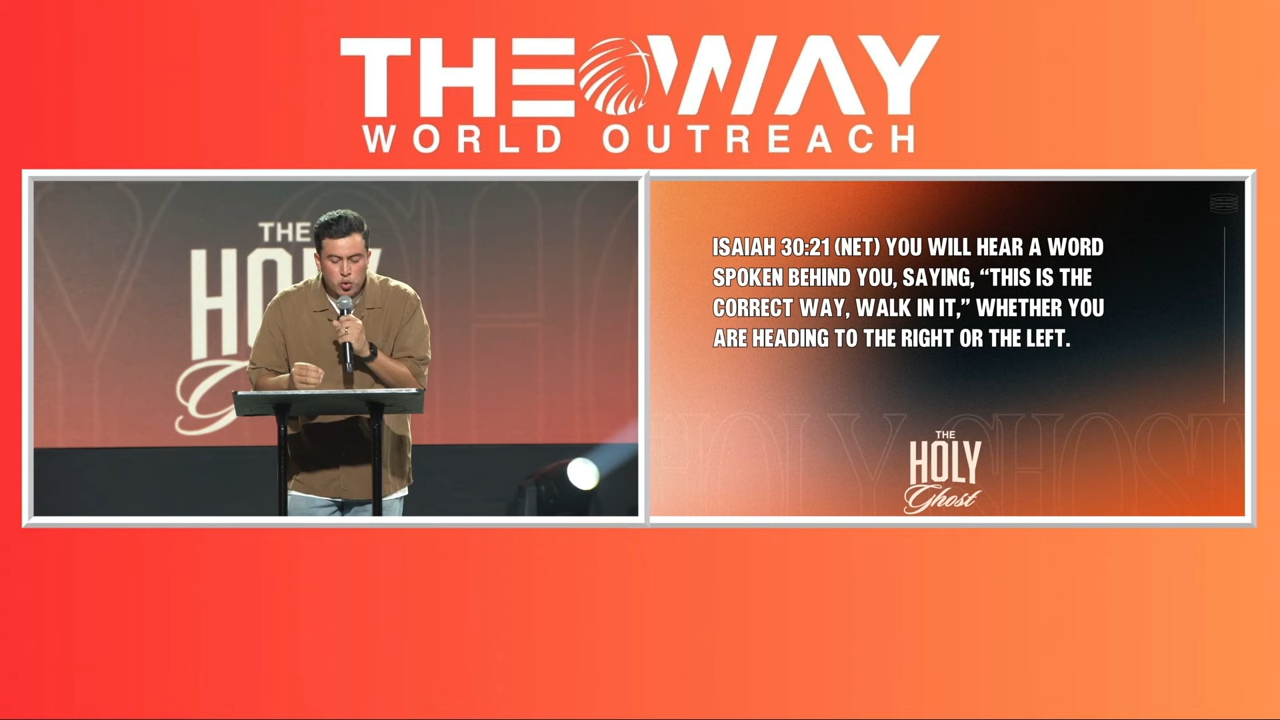 THE WAY
WORLD OUTREACH
THE
HO
G
ISAIAH 30:21 (NET) YOU WILL HEAR A WORD
SPOKEN BEHIND YOU, SAYING, “THIS IS THE
CORRECT WAY, WALK IN IT,” WHETHER YOU
ARE HEADING TO THE RIGHT OR THE LEFT.
HOLY GHOST
THE
HOLY
Ghost